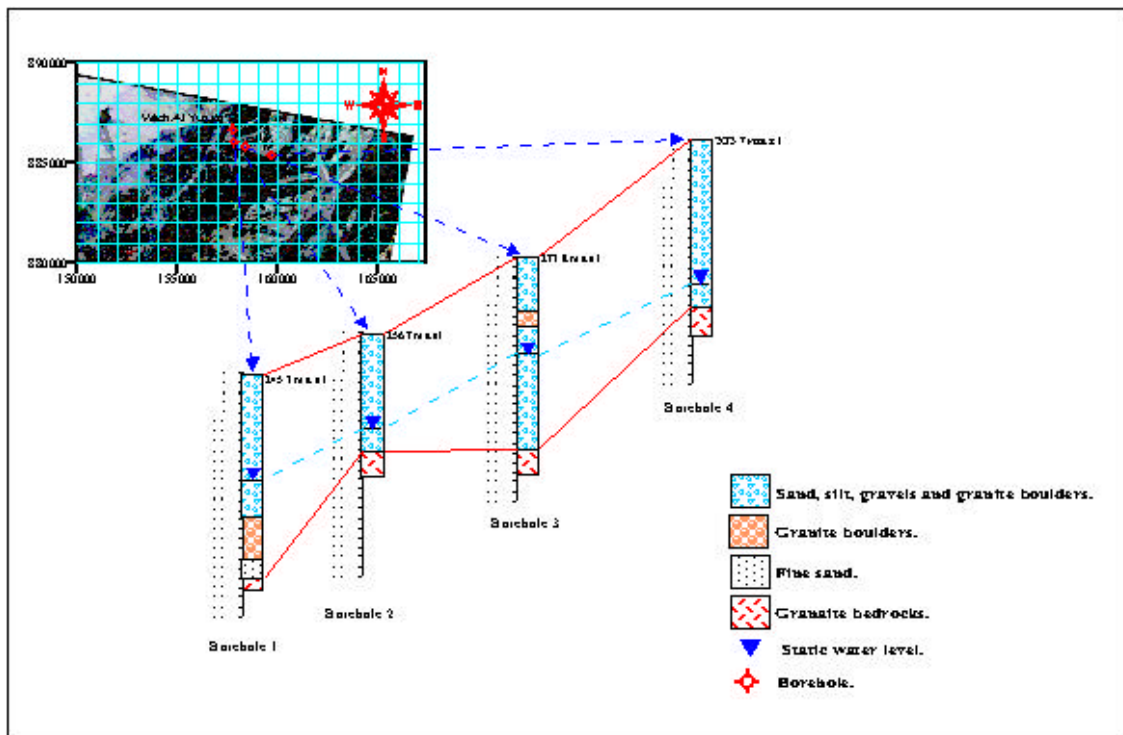 890000
885000
880000
150000
155000
160000
165000
N
W
E
S
Borehole 1
Borehole 2
Borehole 3
Borehole 4
Sand, silt, gravels and granite boulders.
Granite boulders.
Fine sand.
Granaite bedrocks.
Static water level.
Borehole.